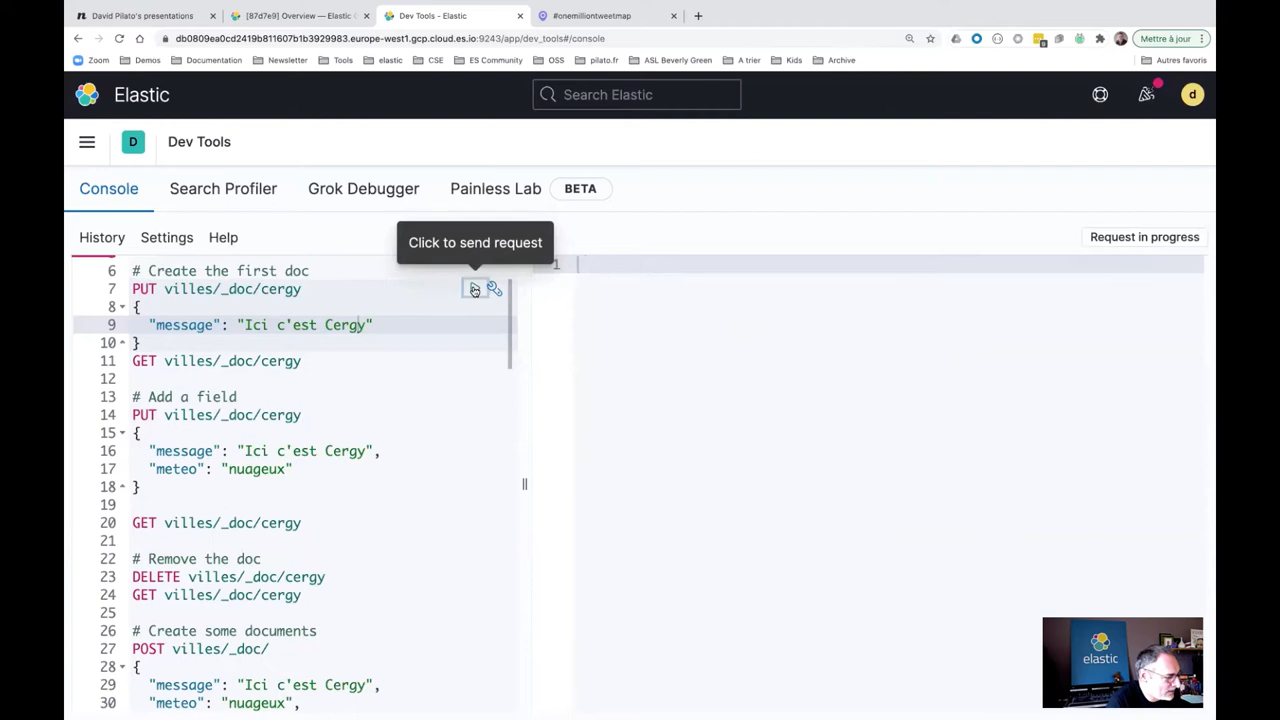 David Pilato's presentations
[87d7e9] Overview — Elastic C
Dev Tools - Elastic
#onemilliontweetmap
db0809ea0cd2419b811607b1b3929983.europe-west1.gcp.cloud.es.io:9243/app/dev_tools#/console
Mettre à jour
Zoom Demos Documentation Newsletter Tools elastic CSE ES Community OSS pilato.fr ASL Beverly Green A trier Kids Archive Autres favoris
Elastic
Search Elastic
d
D Dev Tools
Console Search Profiler Grok Debugger Painless Lab BETA
History Settings Help
Click to send request
Request in progress
1
6 # Create the first doc
7 PUT villes/_doc/cergy
8 {
9 "message": "Ici c'est Cergy"
10 }
11 GET villes/_doc/cergy
12
13 # Add a field
14 PUT villes/_doc/cergy
15 {
16 "message": "Ici c'est Cergy",
17 "meteo": "nuageux"
18 }
19
20 GET villes/_doc/cergy
21
22 # Remove the doc
23 DELETE villes/_doc/cergy
24 GET villes/_doc/cergy
25
26 # Create some documents
27 POST villes/_doc/
28 {
29 "message": "Ici c'est Cergy",
30 "meteo": "nuageux",
elastic